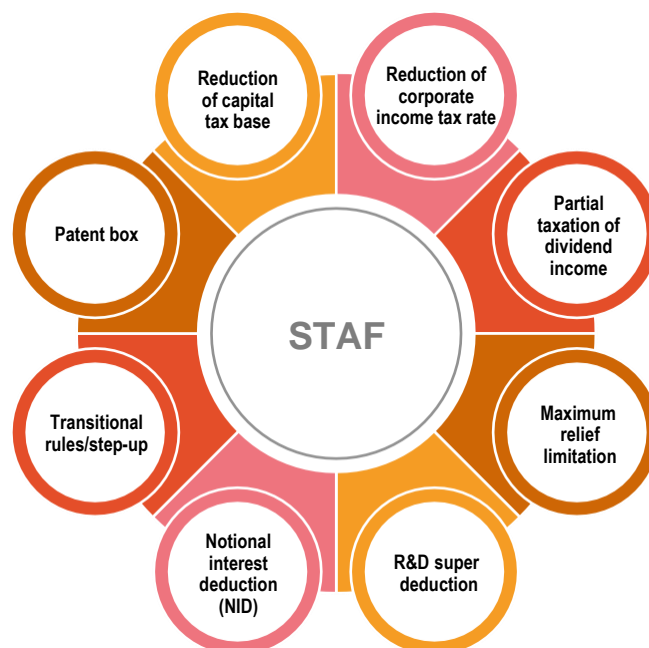 Reduction
of capital
tax base
Reduction of
corporate
income tax rate
Patent box
Partial
taxation of
dividend
income
STAF
Transitional
rules/step-up
Maximum
relief
limitation
Notional
interest
deduction
(NID)
R&D super
deduction